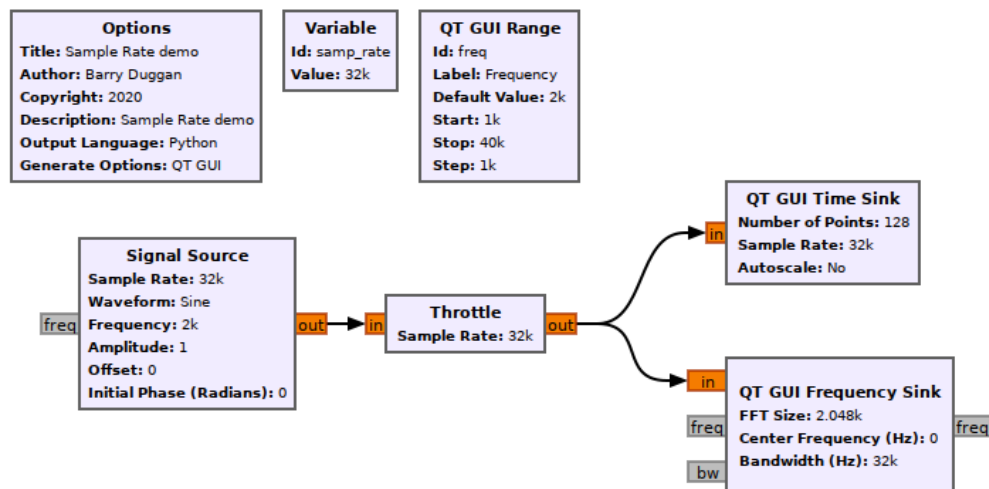 Options
Title: Sample Rate demo
Author: Barry Duggan
Copyright: 2020
Description: Sample Rate demo
Output Language: Python
Generate Options: QT GUI
Variable
Id: samp_rate
Value: 32k
QT GUI Range
Id: freq
Label: Frequency
Default Value: 2k
Start: 1k
Stop: 40k
Step: 1k
Signal Source
Sample Rate: 32k
Waveform: Sine
Frequency: 2k
Amplitude: 1
Offset: 0
Initial Phase (Radians): 0
freq
out
in
Throttle
Sample Rate: 32k
out
in
QT GUI Time Sink
Number of Points: 128
Sample Rate: 32k
Autoscale: No
in
freq
bw
QT GUI Frequency Sink
FFT Size: 2.048k
Center Frequency (Hz): 0
Bandwidth (Hz): 32k
freq